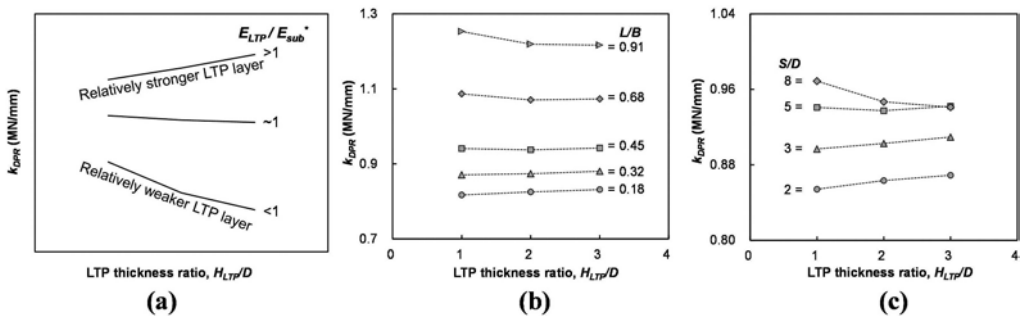 E_LTP / E_sub*
>1
Relatively stronger LTP layer
~1
Relatively weaker LTP layer
<1
k_DPR (MN/mm)
LTP thickness ratio, H_LTP/D
(a)
1.3
1.1
0.9
0.7
k_DPR (MN/mm)
L/B
= 0.91
= 0.68
= 0.45
= 0.32
= 0.18
0 1 2 3 4
LTP thickness ratio, H_LTP/D
(b)
1.04
0.96
0.88
0.80
k_DPR (MN/mm)
S/D
8 =
5 =
3 =
2 =
0 1 2 3 4
LTP thickness ratio, H_LTP/D
(c)